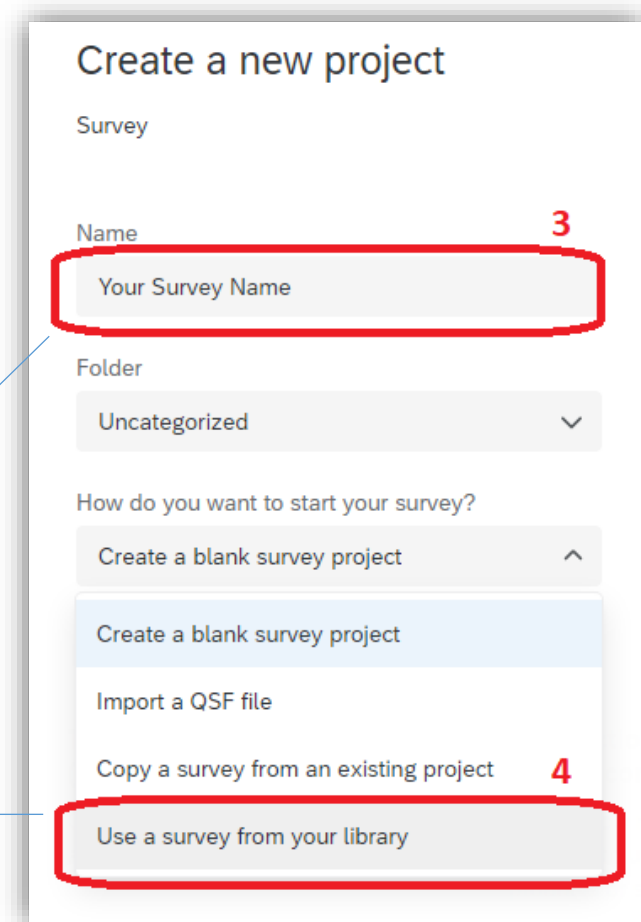 Create a new project
Survey
Name
3
Your Survey Name
Folder
Uncategorized
How do you want to start your survey?
Create a blank survey project
Create a blank survey project
Import a QSF file
Copy a survey from an existing project
4
Use a survey from your library